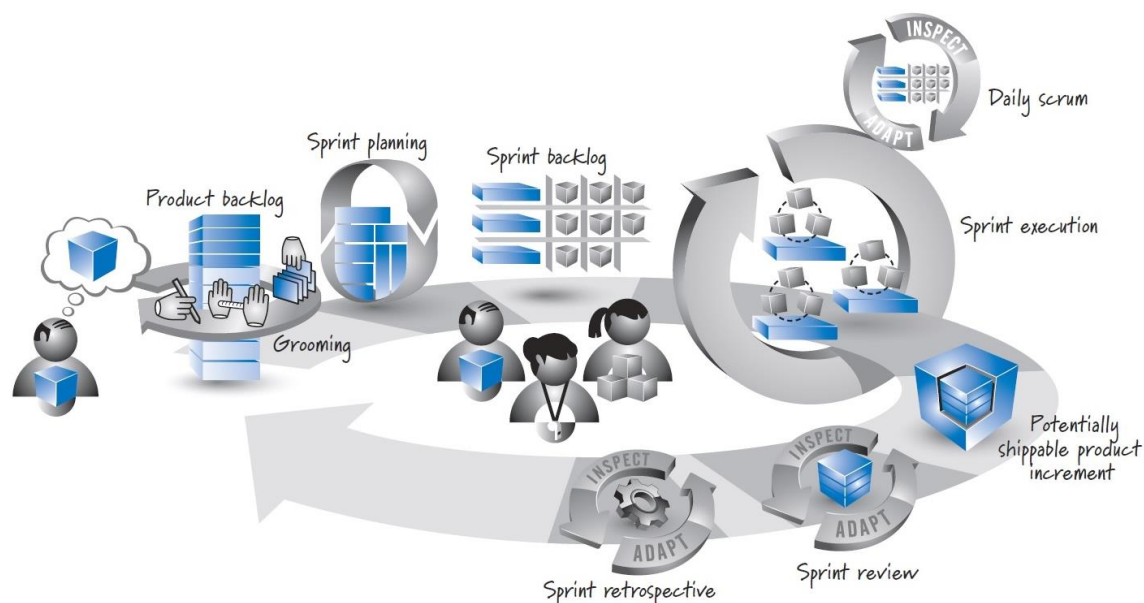 INSPECT
ADAPT
Daily scrum
Sprint planning
Sprint backlog
Product backlog
Sprint execution
Grooming
Potentially
shippable product
increment
INSPECT
ADAPT
Sprint review
INSPECT
ADAPT
Sprint retrospective